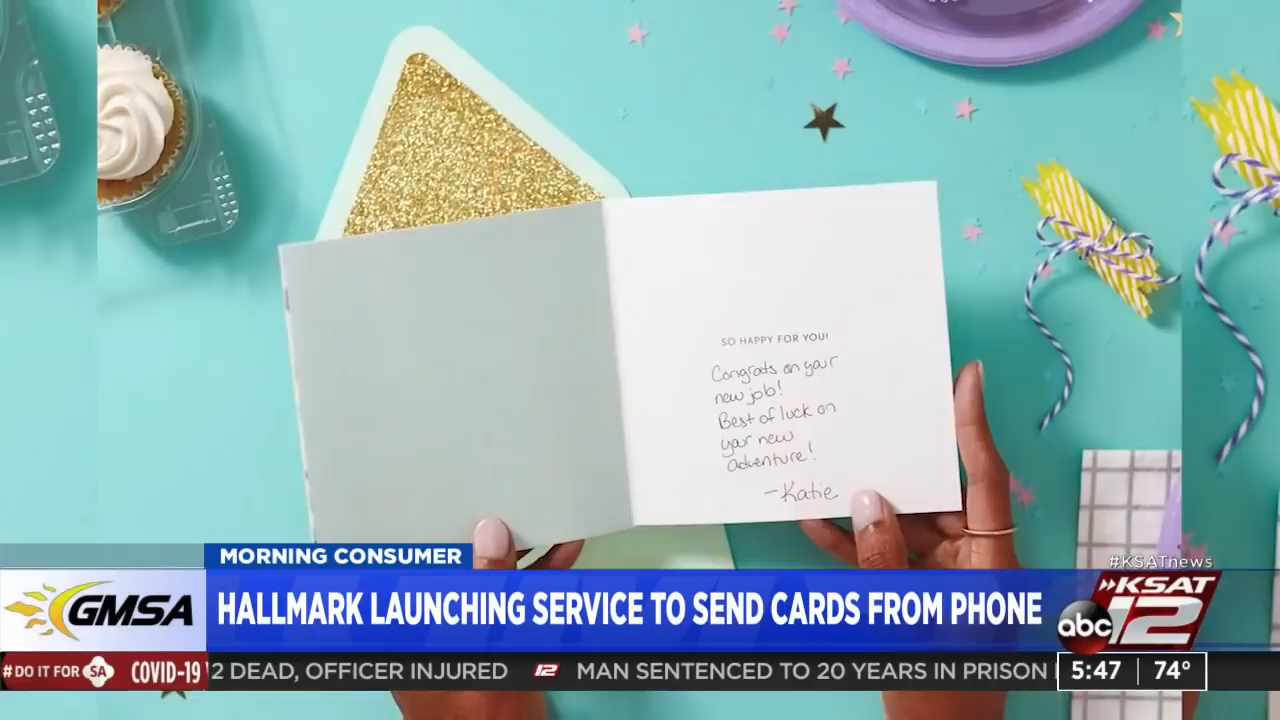 SO HAPPY FOR YOU!
Congrats on your
new job!
Best of luck on
your new
adventure!
-Katie
MORNING CONSUMER
#KSATnews
GMSA
HALLMARK LAUNCHING SERVICE TO SEND CARDS FROM PHONE
KSAT
abc 12
#DO IT FOR SA COVID-19 2 DEAD, OFFICER INJURED 12 MAN SENTENCED TO 20 YEARS IN PRISON 5:47 74°